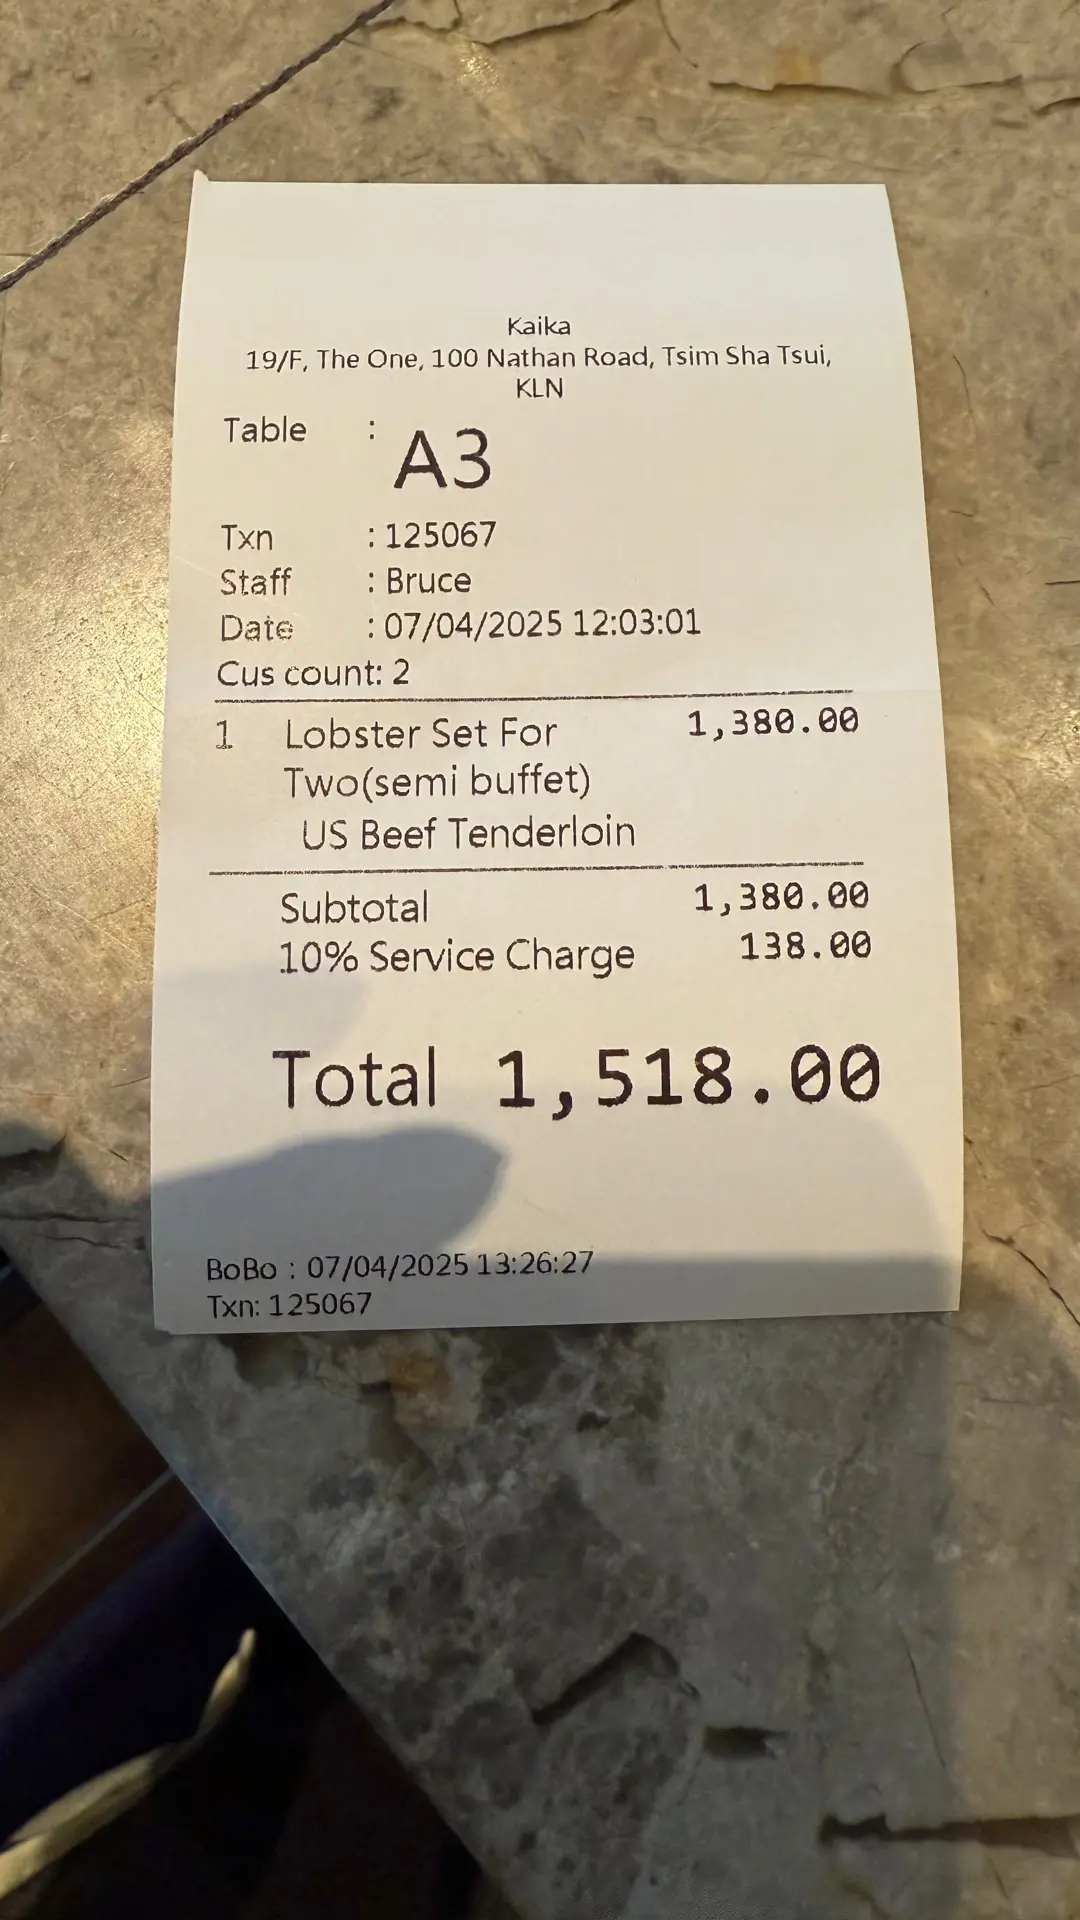 Kaika
19/F, The One, 100 Nathan Road, Tsim Sha Tsui,
KLN
Table : A3
Txn : 125067
Staff : Bruce
Date : 07/04/2025 12:03:01
Cus count: 2
1 Lobster Set For 1,380.00
Two(semi buffet)
US Beef Tenderloin
Subtotal 1,380.00
10% Service Charge 138.00
Total 1,518.00
BoBo : 07/04/2025 13:26:27
Txn: 125067